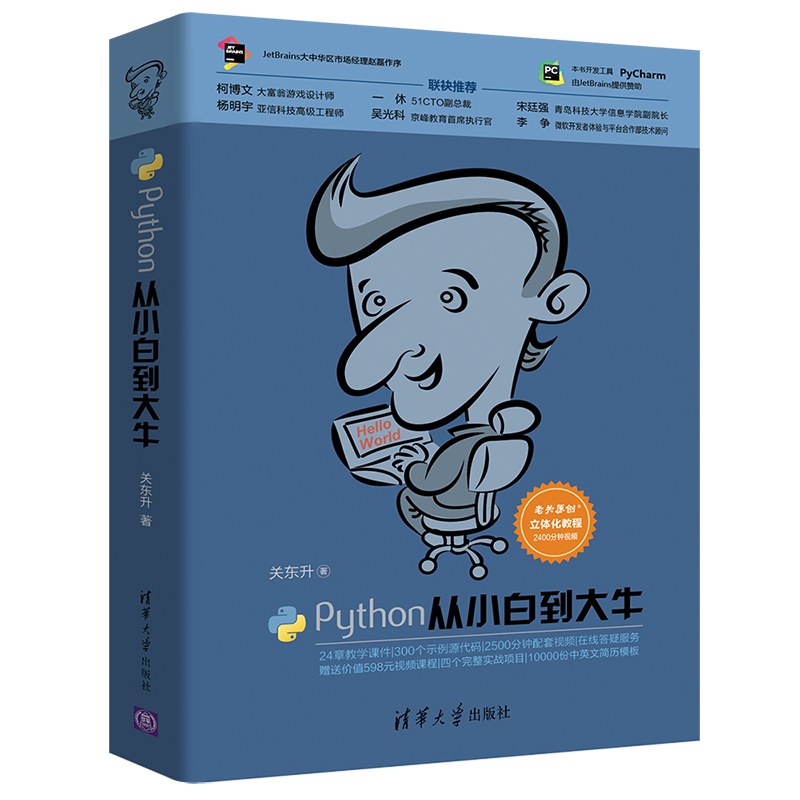 JET
BRAINS
JetBrains大中华区市场经理赵磊作序
PC
本书开发工具 PyCharm
由JetBrains提供赞助
联袂推荐
柯博文 大富翁游戏设计师
一休 51CTO副总裁
宋廷强 青岛科技大学信息学院副院长
杨明宇 亚信科技高级工程师
吴光科 京峰教育首席执行官
李争 微软开发者体验与平台合作部技术顾问
Hello
World
老关原创®
立体化教程
2400分钟视频
关东升 著
Python从小白到大牛
24章教学课件|300个示例源代码|2500分钟配套视频|在线答疑服务
赠送价值598元视频课程|四个完整实战项目|10000份中英文简历模板
清华大学出版社
Python 从小白到大牛
关东升 著
清华大学出版社